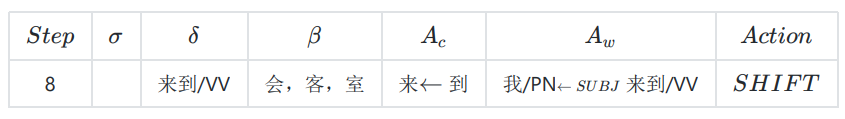 Step σ δ β A_c A_w Action
8 来到/VV 会，客，室 来← 到 我/PN← SUBJ 来到/VV SHIFT